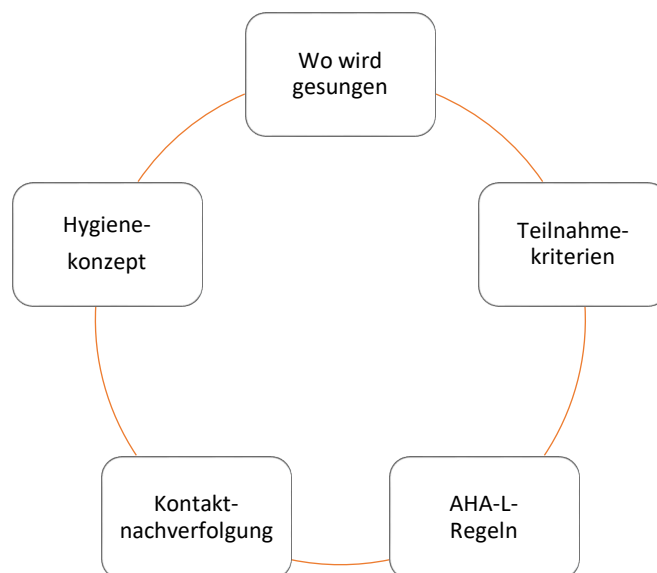 Wo wird
gesungen
Teilnahme-
kriterien
AHA-L-
Regeln
Kontakt-
nachverfolgung
Hygiene-
konzept